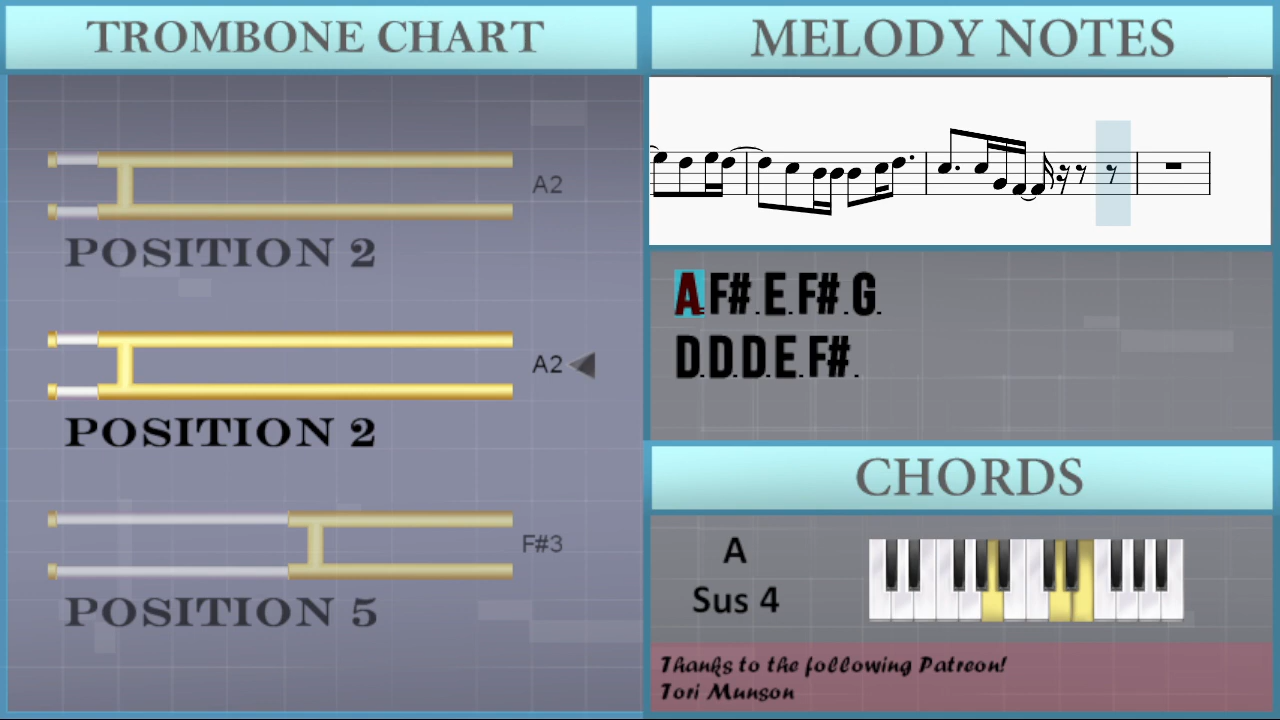 TROMBONE CHART
A2
POSITION 2
A2
POSITION 2
F#3
POSITION 5
MELODY NOTES
A.F#.E.F#.G.
D.D.D.E.F#.
CHORDS
A
Sus 4
Thanks to the following Patreon!
Tori Munson